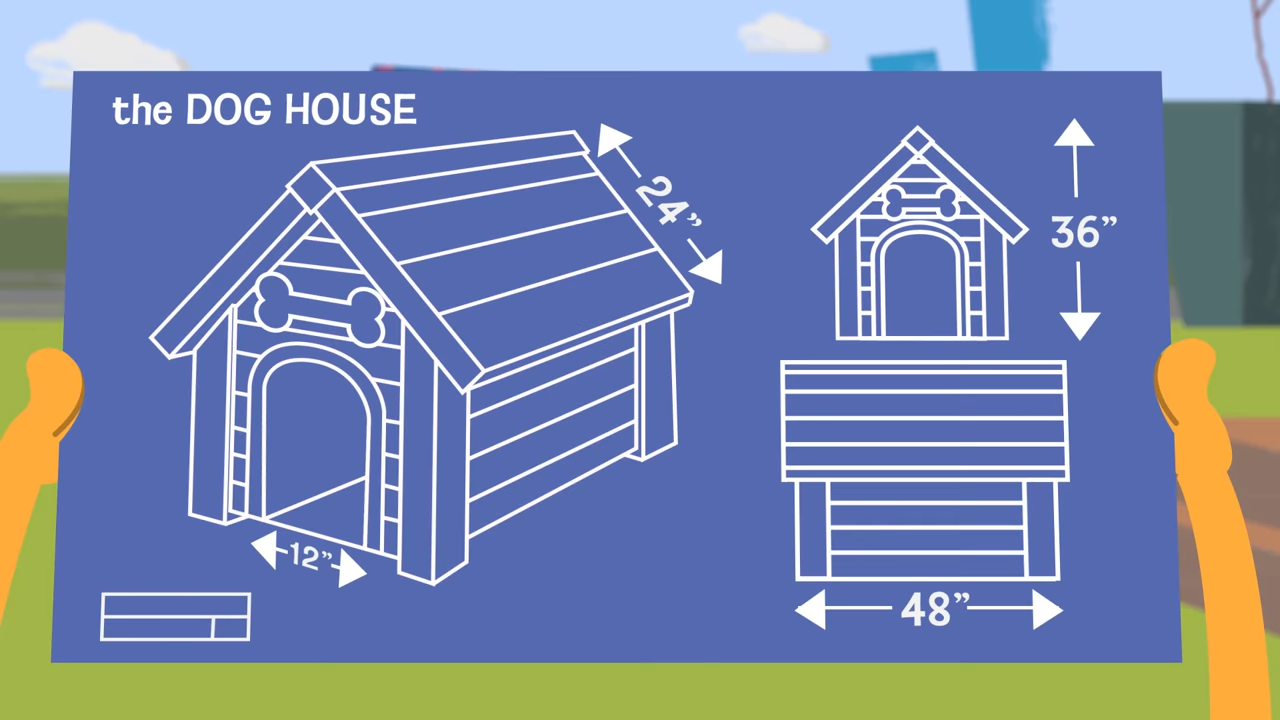 the DOG HOUSE
24”
36”
12”
48”